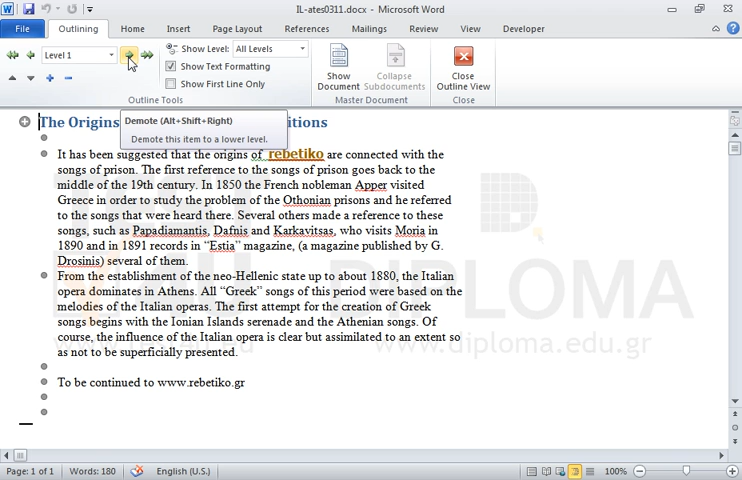 IL-ates0311.docx - Microsoft Word
File Outlining Home Insert Page Layout References Mailings Review View Developer
Level 1
Show Level: All Levels
Show Text Formatting
Show First Line Only
Outline Tools
Show Document
Collapse Subdocuments
Master Document
Close Outline View
Close
Demote (Alt+Shift+Right)
Demote this item to a lower level.
The Origins
It has been suggested that the origins of rebetiko are connected with the
songs of prison. The first reference to the songs of prison goes back to the
middle of the 19th century. In 1850 the French nobleman Apper visited
Greece in order to study the problem of the Othonian prisons and he referred
to the songs that were heard there. Several others made a reference to these
songs, such as Papadiamantis, Dafnis and Karkavitsas, who visits Moria in
1890 and in 1891 records in “Estia” magazine, (a magazine published by G.
Drosinis) several of them.
From the establishment of the neo-Hellenic state up to about 1880, the Italian
opera dominates in Athens. All “Greek” songs of this period were based on the
melodies of the Italian operas. The first attempt for the creation of Greek
songs begins with the Ionian Islands serenade and the Athenian songs. Of
course, the influence of the Italian opera is clear but assimilated to an extent so
as not to be superficially presented.
To be continued to www.rebetiko.gr
DIPLOMA
www.diploma.edu.gr
Page: 1 of 1 Words: 180 English (U.S.) 100%